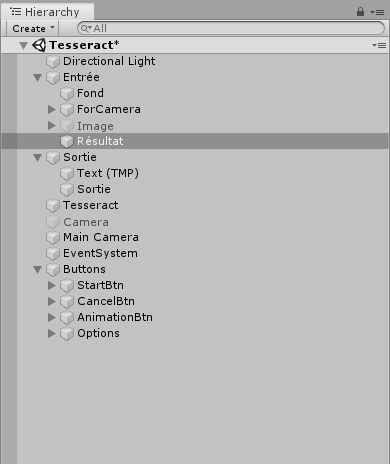 Hierarchy
Create All
Tesseract*
Directional Light
Entrée
Fond
ForCamera
Image
Résultat
Sortie
Text (TMP)
Sortie
Tesseract
Camera
Main Camera
EventSystem
Buttons
StartBtn
CancelBtn
AnimationBtn
Options